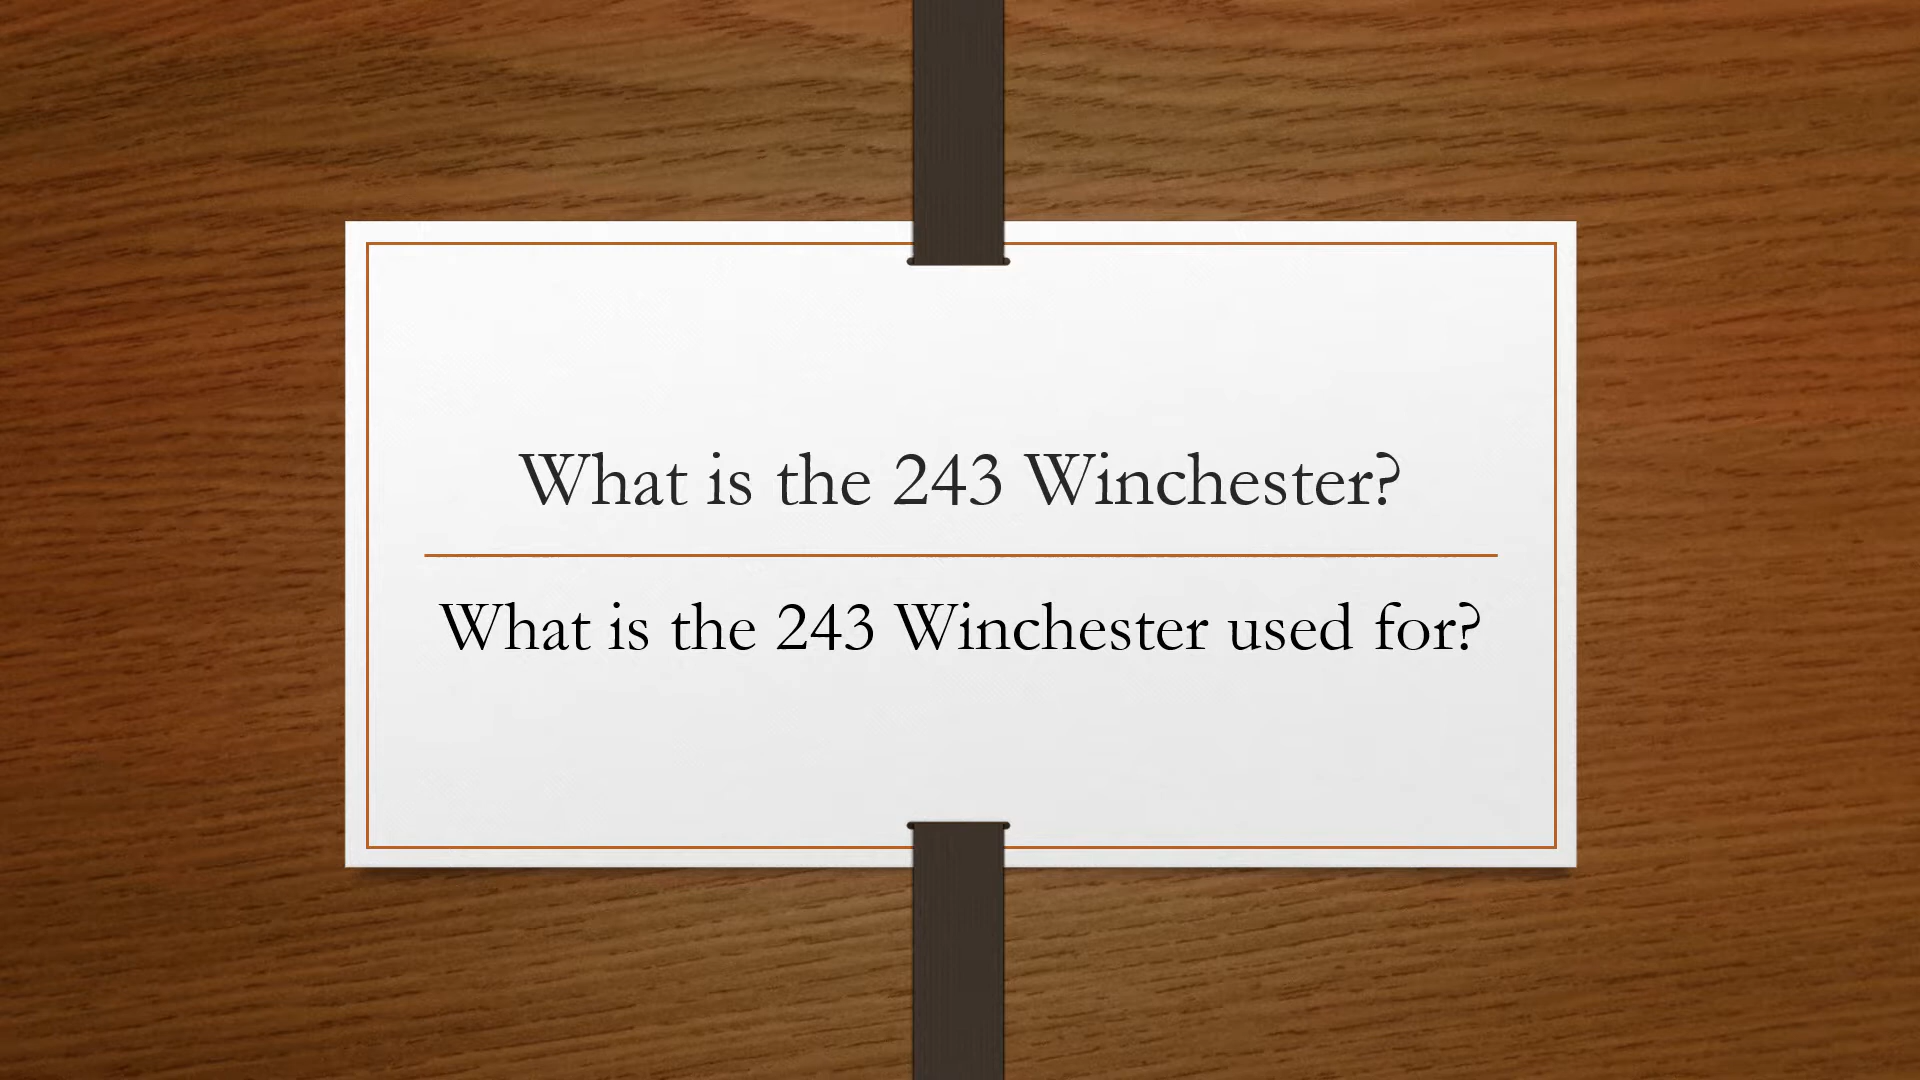 What is the 243 Winchester?
What is the 243 Winchester used for?